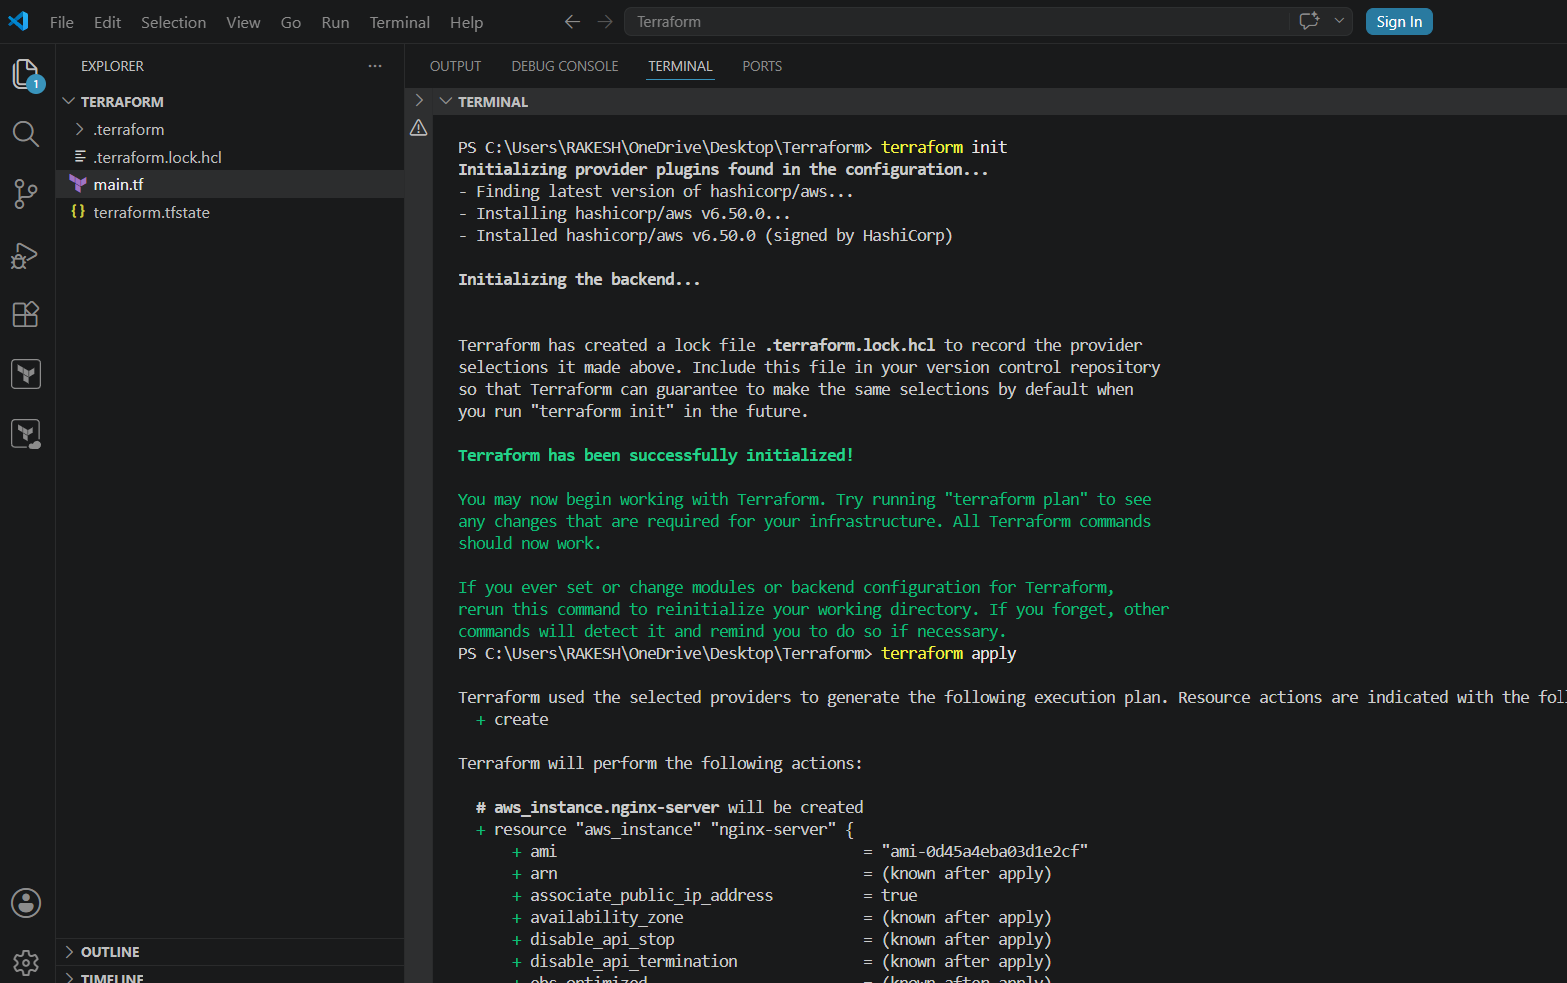 File Edit Selection View Go Run Terminal Help
Terraform
Sign In
1
EXPLORER
TERRAFORM
.terraform
.terraform.lock.hcl
main.tf
{} terraform.tfstate
OUTLINE
TIMELINE
OUTPUT DEBUG CONSOLE TERMINAL PORTS
TERMINAL
PS C:\Users\RAKESH\OneDrive\Desktop\Terraform> terraform init
Initializing provider plugins found in the configuration...
- Finding latest version of hashicorp/aws...
- Installing hashicorp/aws v6.50.0...
- Installed hashicorp/aws v6.50.0 (signed by HashiCorp)
Initializing the backend...
Terraform has created a lock file .terraform.lock.hcl to record the provider
selections it made above. Include this file in your version control repository
so that Terraform can guarantee to make the same selections by default when
you run "terraform init" in the future.
Terraform has been successfully initialized!
You may now begin working with Terraform. Try running "terraform plan" to see
any changes that are required for your infrastructure. All Terraform commands
should now work.
If you ever set or change modules or backend configuration for Terraform,
rerun this command to reinitialize your working directory. If you forget, other
commands will detect it and remind you to do so if necessary.
PS C:\Users\RAKESH\OneDrive\Desktop\Terraform> terraform apply
Terraform used the selected providers to generate the following execution plan. Resource actions are indicated with the fol
+ create
Terraform will perform the following actions:
# aws_instance.nginx-server will be created
+ resource "aws_instance" "nginx-server" {
+ ami = "ami-0d45a4eba03d1e2cf"
+ arn = (known after apply)
+ associate_public_ip_address = true
+ availability_zone = (known after apply)
+ disable_api_stop = (known after apply)
+ disable_api_termination = (known after apply)
+ ebs_optimized = (known after apply)